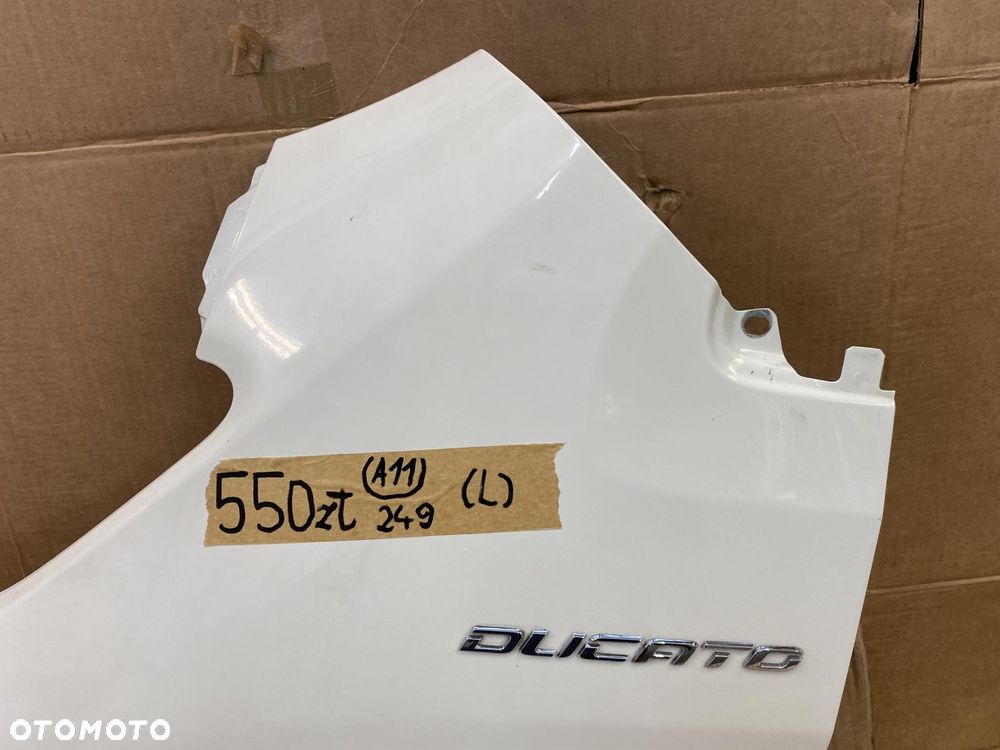 550zł (A11) (L)
249
DUCATO
OTOMOTO